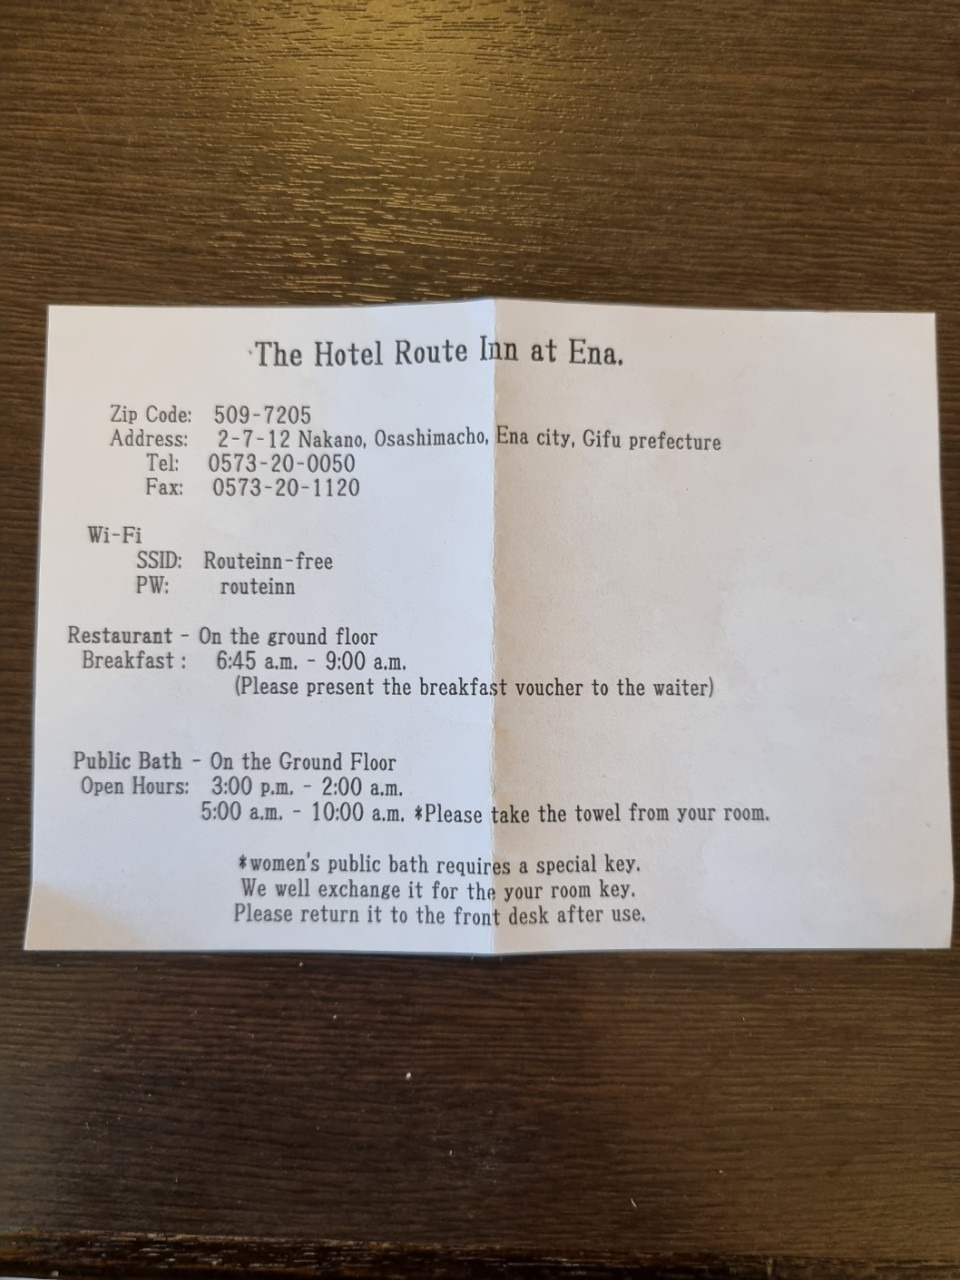 The Hotel Route Inn at Ena.
Zip Code: 509-7205
Address: 2-7-12 Nakano, Osashimacho, Ena city, Gifu prefecture
Tel: 0573-20-0050
Fax: 0573-20-1120
Wi-Fi
SSID: Routeinn-free
PW: routeinn
Restaurant - On the ground floor
Breakfast : 6:45 a.m. - 9:00 a.m.
(Please present the breakfast voucher to the waiter)
Public Bath - On the Ground Floor
Open Hours: 3:00 p.m. - 2:00 a.m.
5:00 a.m. - 10:00 a.m. *Please take the towel from your room.
*women's public bath requires a special key.
We well exchange it for the your room key.
Please return it to the front desk after use.